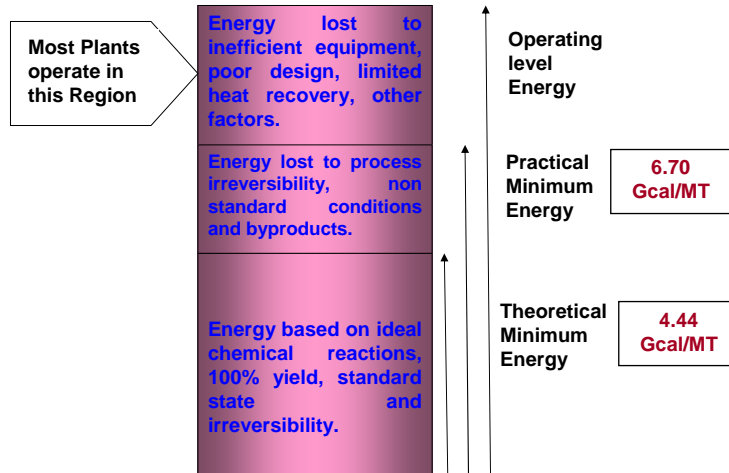 Most Plants
operate in
this Region
Energy lost to
inefficient equipment,
poor design, limited
heat recovery, other
factors.
Energy lost to process
irreversibility, non
standard conditions
and byproducts.
Energy based on ideal
chemical reactions,
100% yield, standard
state and
irreversibility.
Operating
level
Energy
Practical
Minimum
Energy
6.70
Gcal/MT
Theoretical
Minimum
Energy
4.44
Gcal/MT